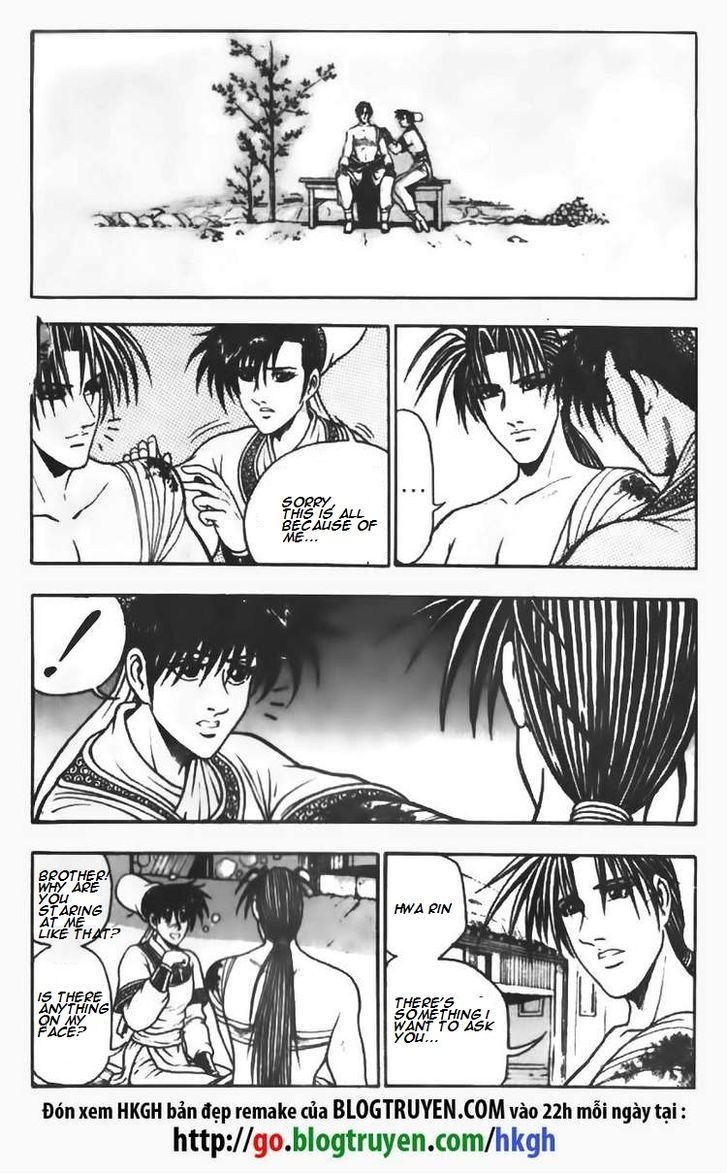 SORRY
THIS IS ALL
BECAUSE OF
ME...
...
!
BROTHER!
WHY ARE
YOU
STARING
AT ME
LIKE THAT?
IS THERE
ANYTHING
ON MY
FACE?
HWA RIN
THERE'S
SOMETHING I
WANT TO ASK
YOU...
Đón xem HKGH bản đẹp remake của BLOGTRUYEN.COM vào 22h mỗi ngày tại :
http://go.blogtruyen.com/hkgh